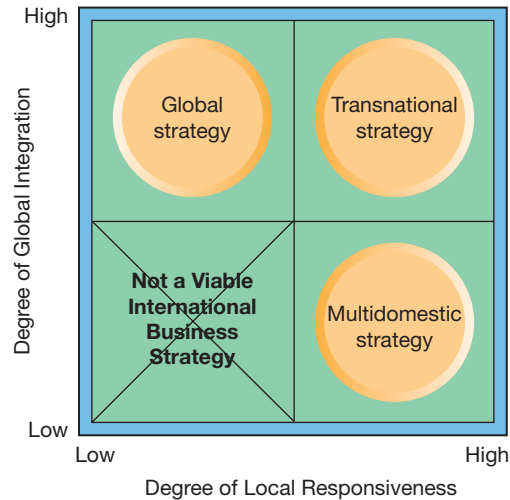 High
Global
strategy
Transnational
strategy
Degree of Global Integration
Not a Viable
International
Business
Strategy
Multidomestic
strategy
Low
Low
High
Degree of Local Responsiveness